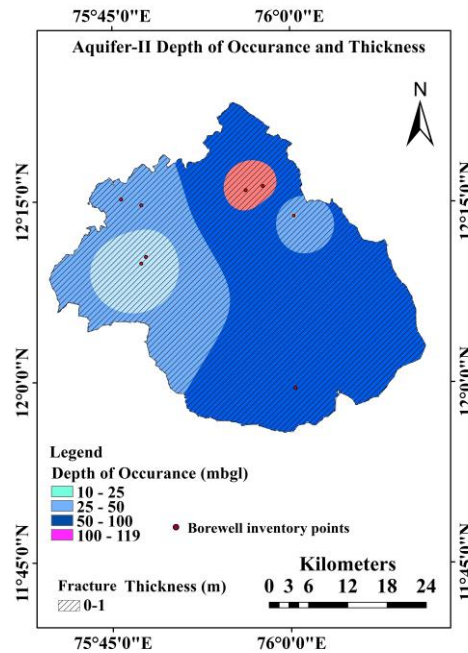 75°45'0"E 76°0'0"E
Aquifer-II Depth of Occurance and Thickness
N
12°15'0"N 12°15'0"N
12°0'0"N 12°0'0"N
11°45'0"N 11°45'0"N
Legend
Depth of Occurance (mbgl)
10 - 25
25 - 50
50 - 100
100 - 119
Borewell inventory points
Fracture Thickness (m)
0-1
Kilometers
0 3 6 12 18 24
75°45'0"E 76°0'0"E